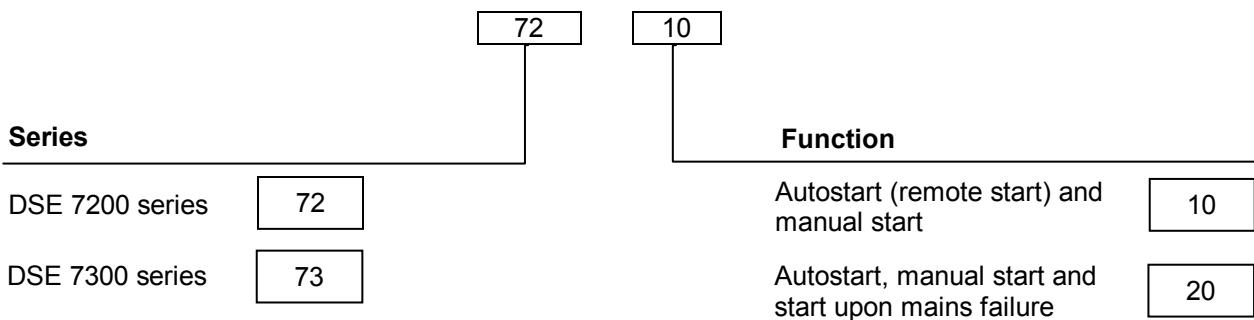 72 10
Series
DSE 7200 series 72
DSE 7300 series 73
Function
Autostart (remote start) and
manual start
10
Autostart, manual start and
start upon mains failure
20